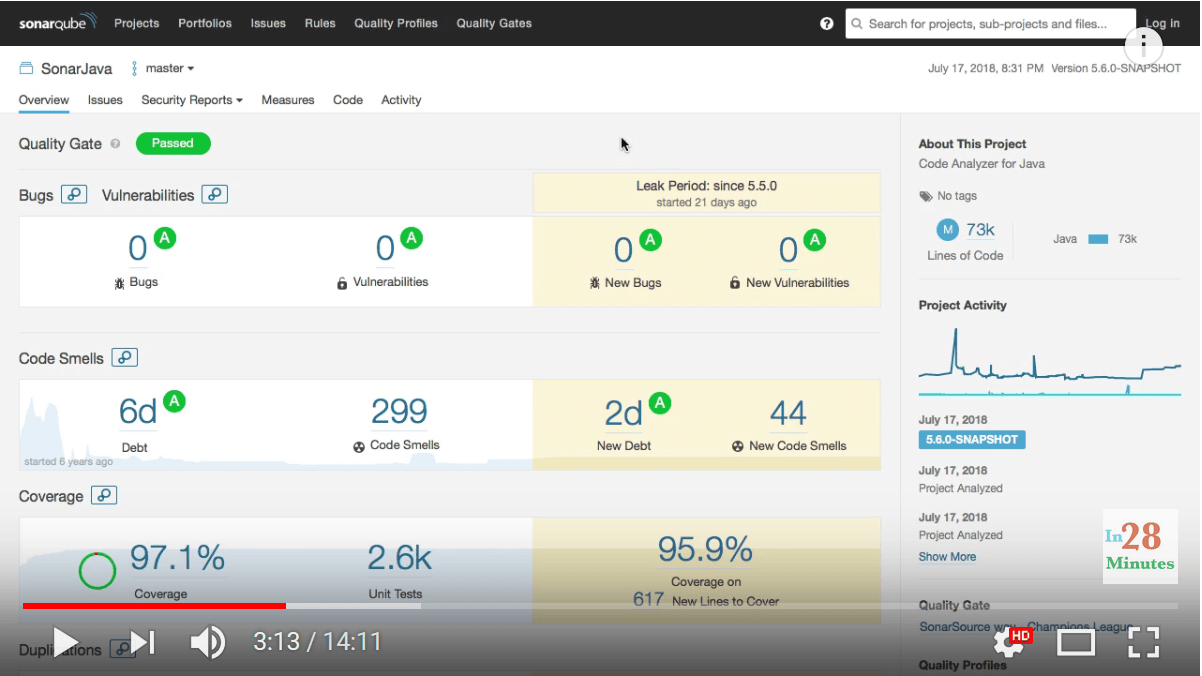 sonarqube Projects Portfolios Issues Rules Quality Profiles Quality Gates ? Search for projects, sub-projects and files... Log in
SonarJava master July 17, 2018, 8:31 PM Version 5.6.0-SNAPSHOT
Overview Issues Security Reports Measures Code Activity
Quality Gate ? Passed
Bugs Vulnerabilities
Leak Period: since 5.5.0
started 21 days ago
0 A 0 A 0 A 0 A
Bugs Vulnerabilities New Bugs New Vulnerabilities
Code Smells
6d A 299 2d A 44
Debt Code Smells New Debt New Code Smells
started 6 years ago
Coverage
97.1% 2.6k 95.9%
Coverage Unit Tests Coverage on
617 New Lines to Cover
Duplications
About This Project
Code Analyzer for Java
No tags
M 73k Java 73k
Lines of Code
Project Activity
July 17, 2018
5.6.0-SNAPSHOT
July 17, 2018
Project Analyzed
July 17, 2018
Project Analyzed
Show More
Quality Gate
SonarSource way - Champions League
Quality Profiles
In28
Minutes
3:13 / 14:11
HD